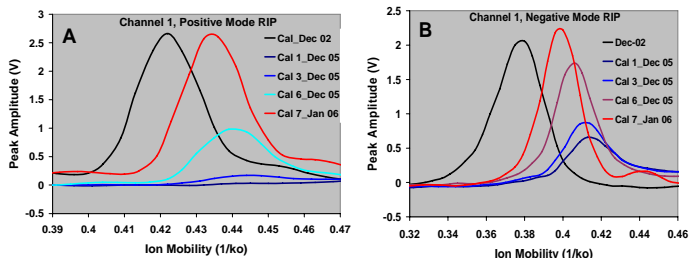 A
Channel 1, Positive Mode RIP
Cal_Dec 02
Cal 1_Dec 05
Cal 3_Dec 05
Cal 6_Dec 05
Cal 7_Jan 06
Peak Amplitude (V)
3
2.5
2
1.5
1
0.5
0
-0.5
0.39 0.4 0.41 0.42 0.43 0.44 0.45 0.46 0.47
Ion Mobility (1/ko)
B
Channel 1, Negative Mode RIP
Dec-02
Cal 1_Dec 05
Cal 3_Dec 05
Cal 6_Dec 05
Cal 7_Jan 06
Peak Amplitude (V)
2.5
2
1.5
1
0.5
0
-0.5
0.32 0.34 0.36 0.38 0.4 0.42 0.44 0.46
Ion Mobility (1/ko)